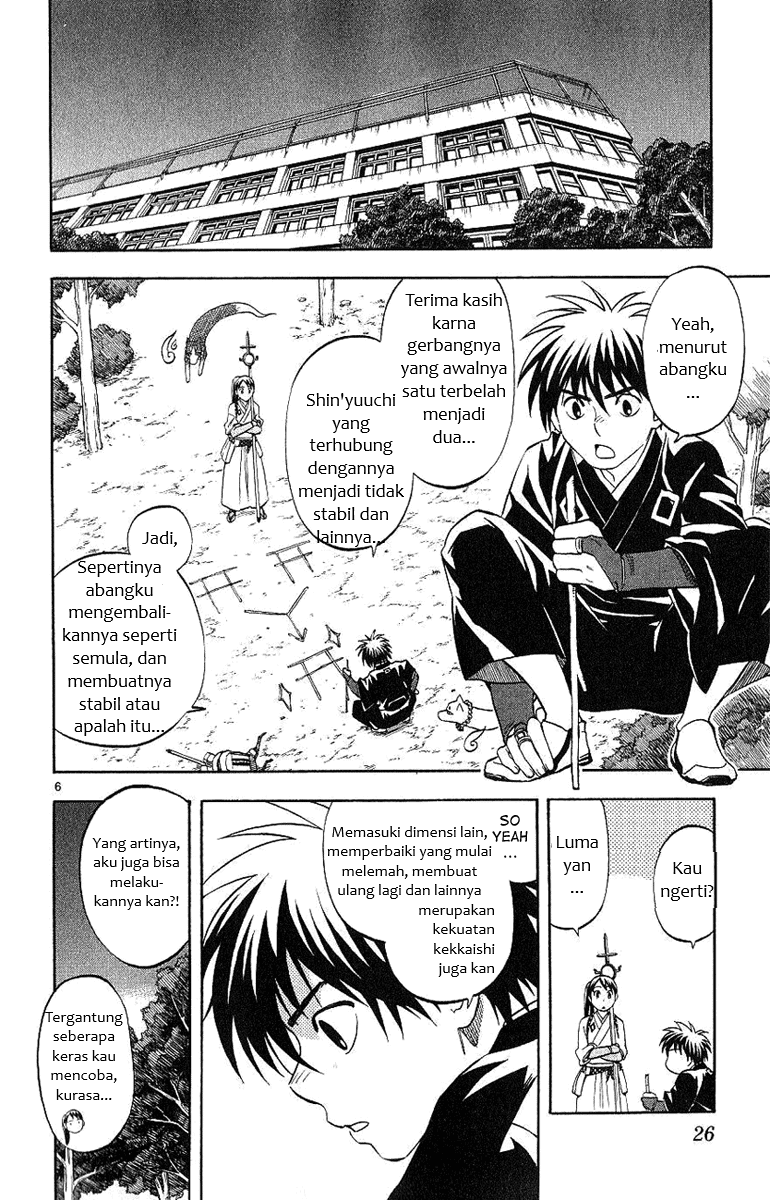 Yeah,
menurut
abangku
...
Terima kasih
karna
gerbangnya
yang awalnya
satu terbelah
menjadi
dua...
Shin'yuuchi
yang
terhubung
dengannya
menjadi tidak
stabil dan
lainnya...
Jadi,
Sepertinya
abangku
mengembali-
kannya seperti
semula, dan
membuatnya
stabil atau
apalah itu...
6
Kau
ngerti?
Luma
yan
...
SO
YEAH
...
Memasuki dimensi lain,
memperbaiki yang mulai
melemah, membuat
ulang lagi dan lainnya
merupakan
kekuatan
kekkaishi
juga kan
Yang artinya,
aku juga bisa
melaku-
kannya kan?!
Tergantung
seberapa
keras kau
mencoba,
kurasa...
26